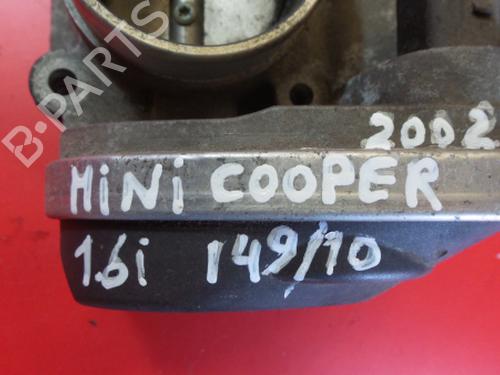 B-PARTS
2002
MINI COOPER
1.6i 149/10